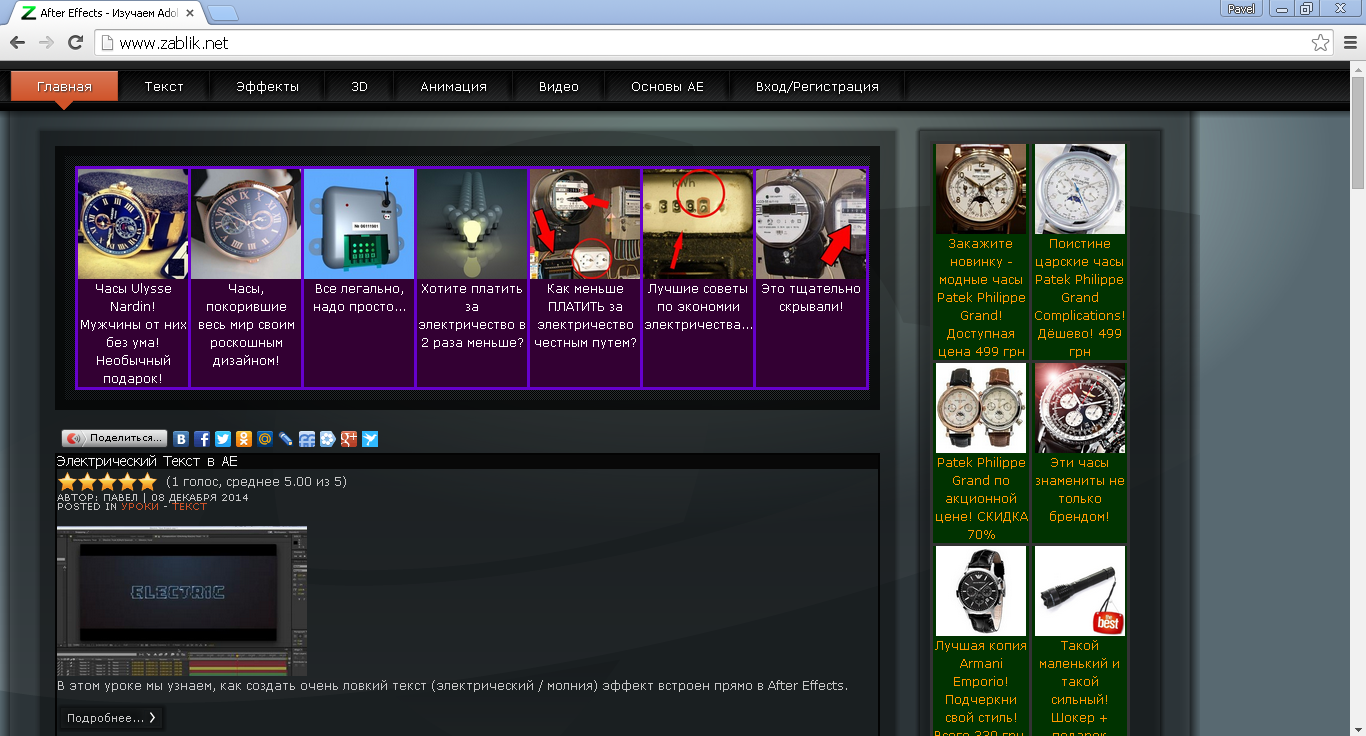 After Effects - Изучаем Adol
Pavel
www.zablik.net
Главная
Текст
Эффекты
3D
Анимация
Видео
Основы AE
Вход/Регистрация
Часы Ulysse
Nardin!
Мужчины от них
без ума!
Необычный
подарок!
Часы,
покорившие
весь мир своим
роскошным
дизайном!
№ 00111001
Все легально,
надо просто...
Хотите платить
за
электричество в
2 раза меньше?
Как меньше
ПЛАТИТЬ за
электричество
честным путем?
Лучшие советы
по экономии
электричества...
Это тщательно
скрывали!
Закажите
новинку -
модные часы
Patek Philippe
Grand!
Доступная
цена 499 грн
Поистине
царские часы
Patek Philippe
Grand
Complications!
Дёшево! 499
грн
Patek Philippe
Grand по
акционной
цене! СКИДКА
70%
Эти часы
знамениты не
только
брендом!
Лучшая копия
Armani
Emporio!
Подчеркни
свой стиль!
Всего 330 грн
best
Такой
маленький и
такой
сильный!
Шокер +
подарок
Поделиться...
Электрический Текст в АЕ
(1 голос, среднее 5.00 из 5)
АВТОР: ПАВЕЛ | 08 ДЕКАБРЯ 2014
POSTED IN УРОКИ - ТЕКСТ
ELECTRIC
В этом уроке мы узнаем, как создать очень ловкий текст (электрический / молния) эффект встроен прямо в After Effects.
Подробнее...